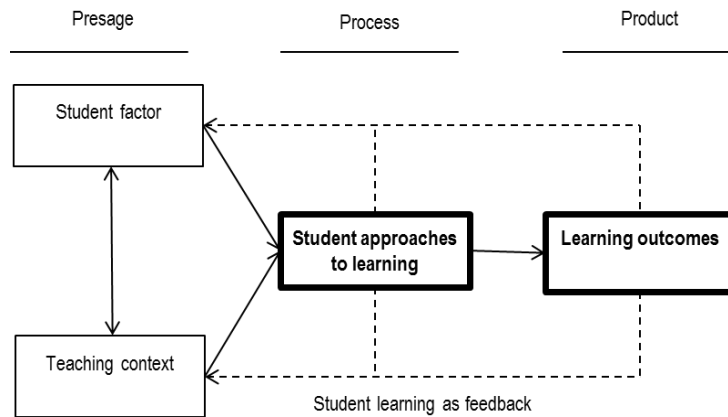 Presage
Process
Product
Student factor
Student approaches
to learning
Learning outcomes
Teaching context
Student learning as feedback